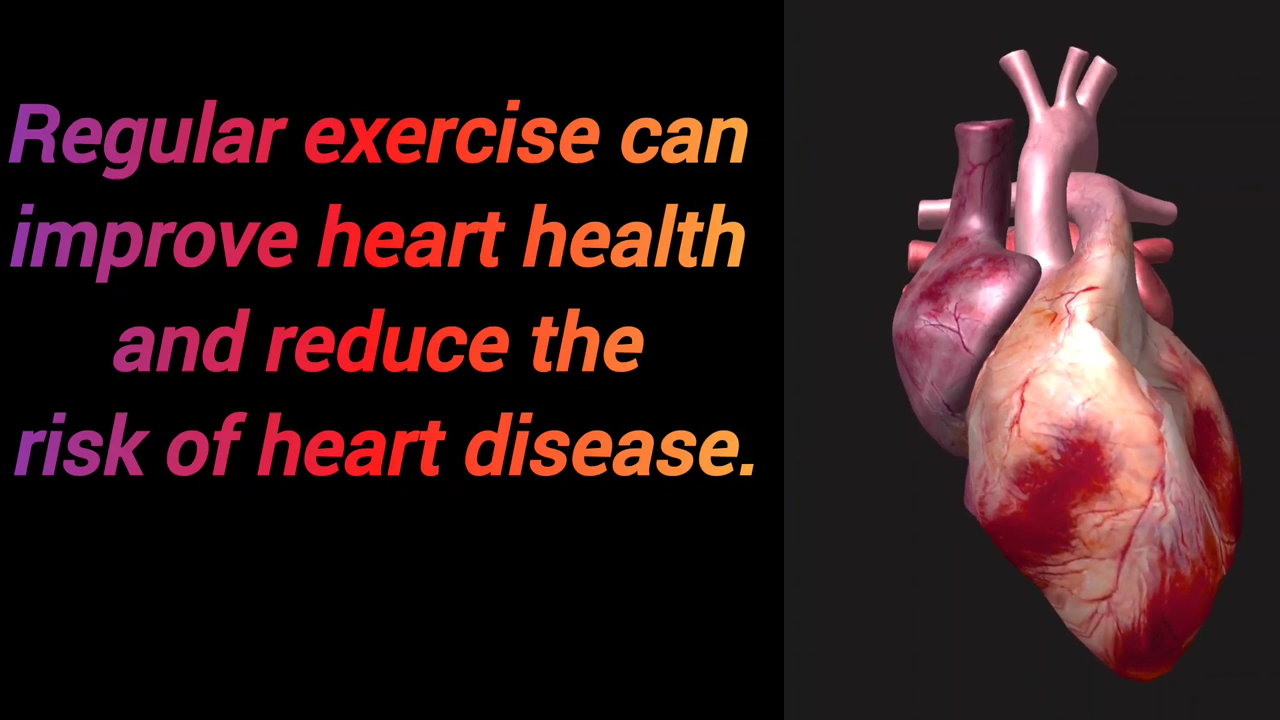 Regular exercise can
improve heart health
and reduce the
risk of heart disease.